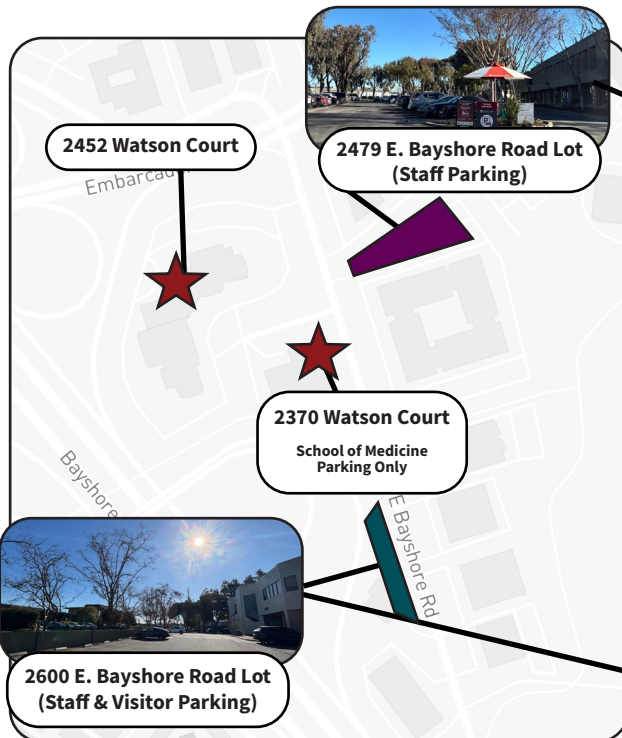 2479 E. Bayshore Road Lot
(Staff Parking)
2452 Watson Court
2370 Watson Court
School of Medicine
Parking Only
Bayshore
E Bayshore Rd
2600 E. Bayshore Road Lot
(Staff & Visitor Parking)